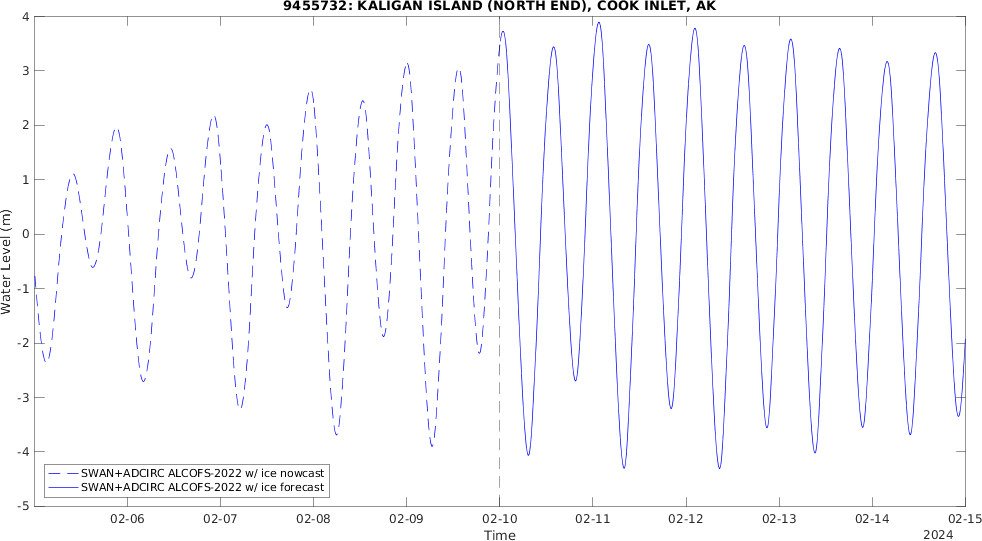 9455732: KALIGAN ISLAND (NORTH END), COOK INLET, AK
Water Level (m)
4
3
2
1
0
-1
-2
-3
-4
-5
SWAN+ADCIRC ALCOFS-2022 w/ ice nowcast
SWAN+ADCIRC ALCOFS-2022 w/ ice forecast
02-06 02-07 02-08 02-09 02-10 02-11 02-12 02-13 02-14 02-15
Time
2024